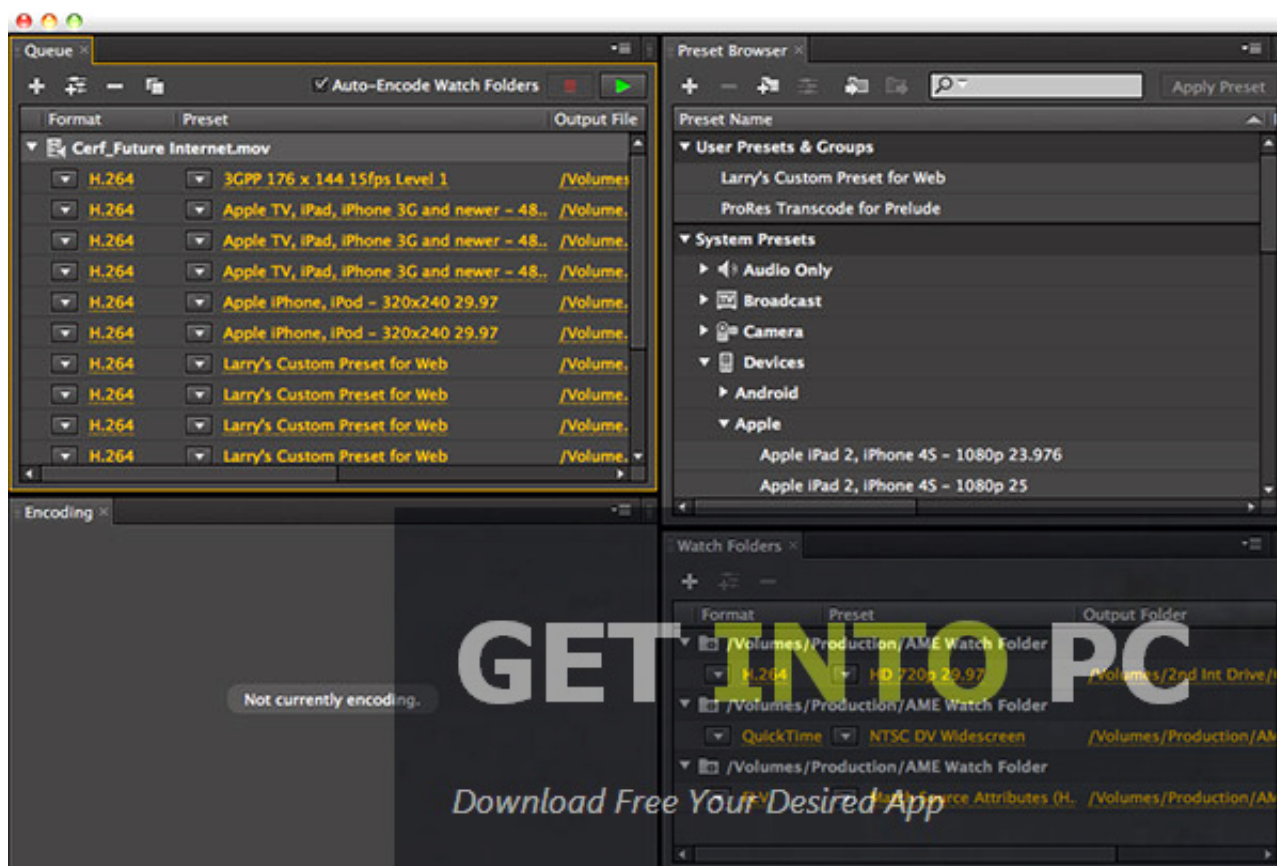 Queue
Auto-Encode Watch Folders
Format Preset Output File
Cerf_Future Internet.mov
H.264 3GPP 176 x 144 15fps Level 1 /Volumes
H.264 Apple TV, iPad, iPhone 3G and newer - 48... /Volume.
H.264 Apple TV, iPad, iPhone 3G and newer - 48... /Volume.
H.264 Apple TV, iPad, iPhone 3G and newer - 48... /Volume.
H.264 Apple iPhone, iPod - 320x240 29.97 /Volume.
H.264 Apple iPhone, iPod - 320x240 29.97 /Volume.
H.264 Larry's Custom Preset for Web /Volume.
H.264 Larry's Custom Preset for Web /Volume.
H.264 Larry's Custom Preset for Web /Volume.
H.264 Larry's Custom Preset for Web /Volume.
Encoding
Not currently encoding.
Preset Browser
Apply Preset
Preset Name
User Presets & Groups
Larry's Custom Preset for Web
ProRes Transcode for Prelude
System Presets
Audio Only
Broadcast
Camera
Devices
Android
Apple
Apple iPad 2, iPhone 4S - 1080p 23.976
Apple iPad 2, iPhone 4S - 1080p 25
Watch Folders
Format Preset Output Folder
/Volumes/Production/AME Watch Folder
H.264 HD 720p 29.97 /Volumes/2nd Int Drive/
/Volumes/Production/AME Watch Folder
QuickTime NTSC DV Widescreen /Volumes/Production/AM
/Volumes/Production/AME Watch Folder
Match Source Attributes (H. /Volumes/Production/AM
GET INTO PC
Download Free Your Desired App